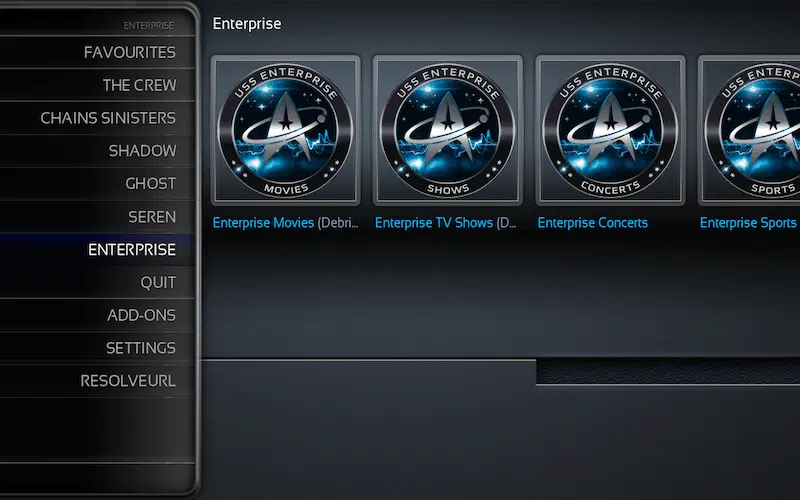 ENTERPRISE
FAVOURITES
THE CREW
CHAINS SINISTERS
SHADOW
GHOST
SEREN
ENTERPRISE
QUIT
ADD-ONS
SETTINGS
RESOLVEURL
Enterprise
USS ENTERPRISE
MOVIES
USS ENTERPRISE
SHOWS
USS ENTERPRISE
CONCERTS
USS ENTERP
SPORTS
Enterprise Movies (Debri...
Enterprise TV Shows (D...
Enterprise Concerts
Enterprise Sports